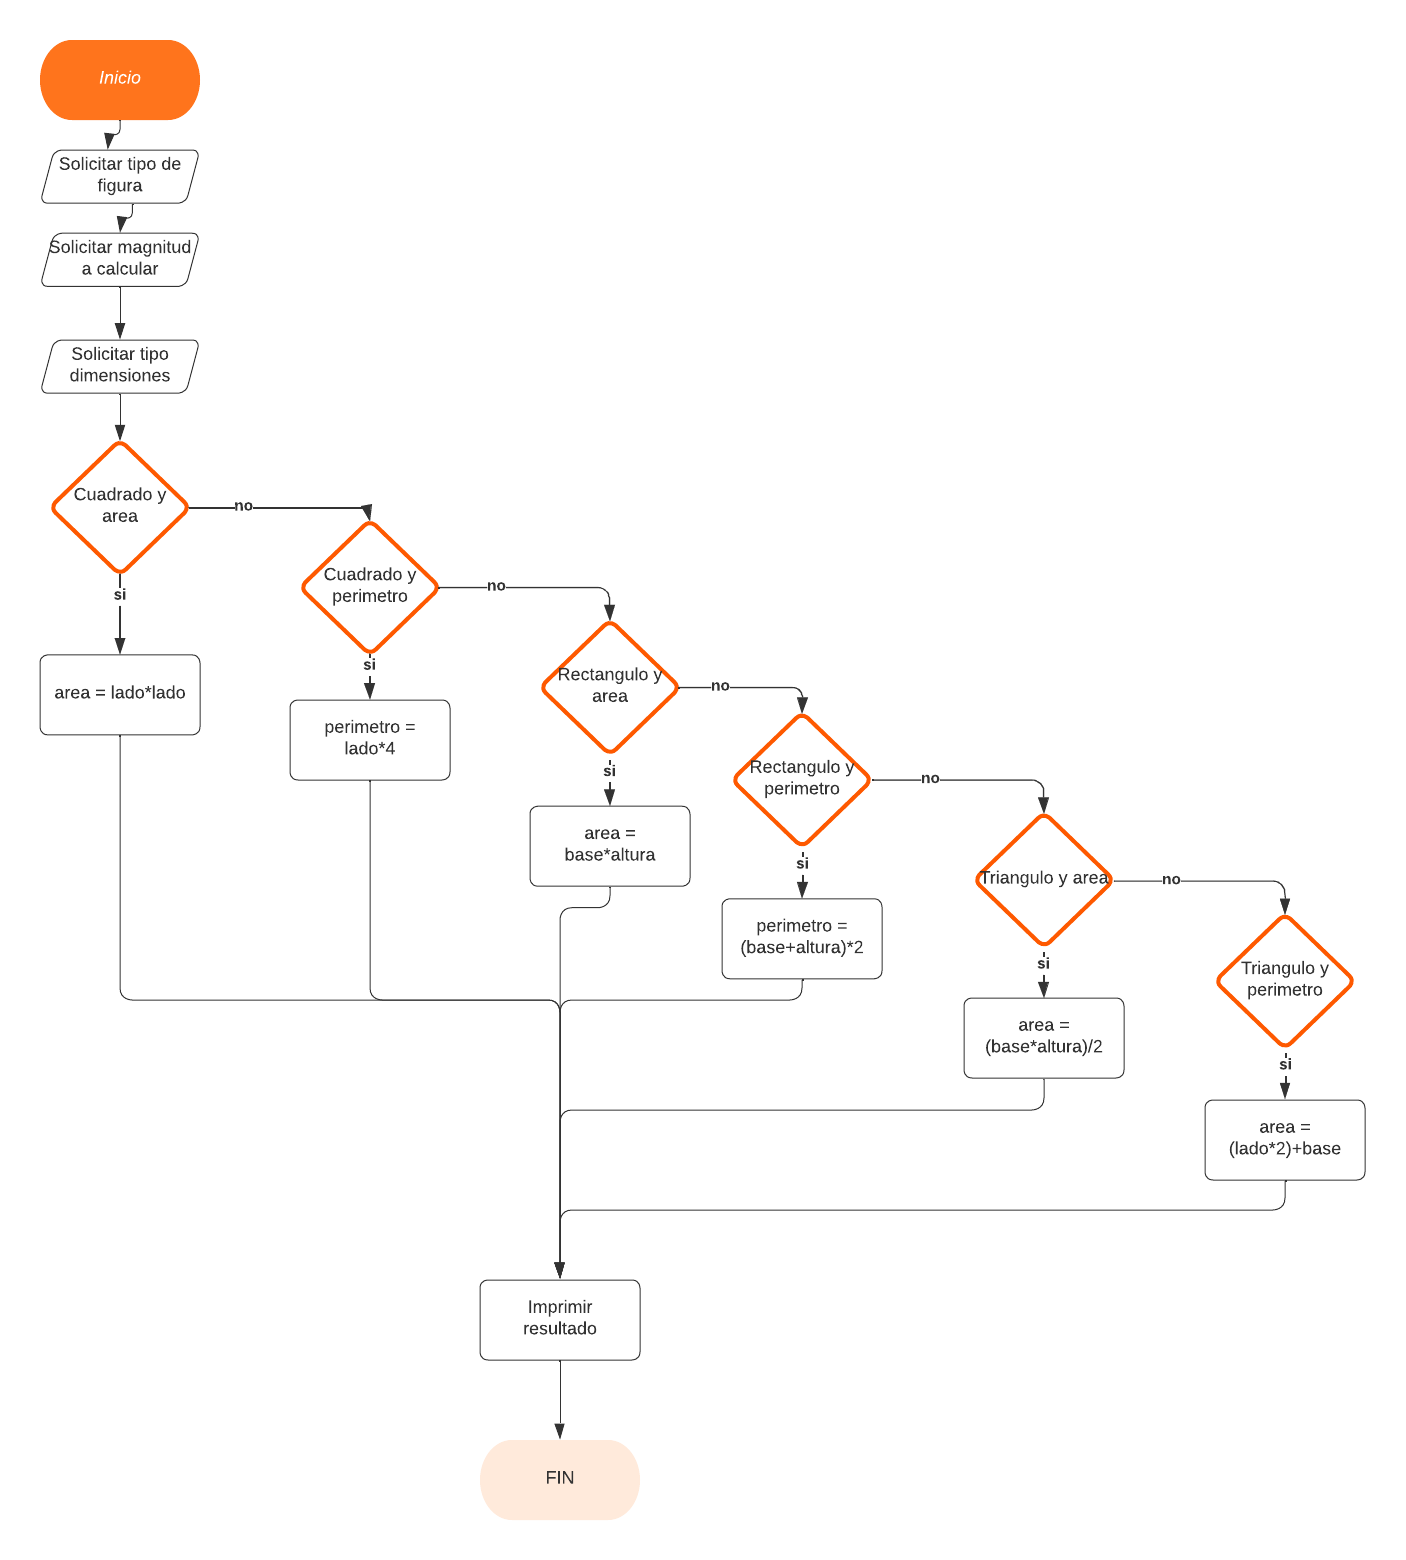 Inicio
Solicitar tipo de
figura
Solicitar magnitud
a calcular
Solicitar tipo
dimensiones
Cuadrado y
area
no
si
area = lado*lado
Cuadrado y
perimetro
no
si
perimetro =
lado*4
Rectangulo y
area
no
si
area =
base*altura
Rectangulo y
perimetro
no
si
perimetro =
(base+altura)*2
Triangulo y area
no
si
area =
(base*altura)/2
Triangulo y
perimetro
si
area =
(lado*2)+base
Imprimir
resultado
FIN